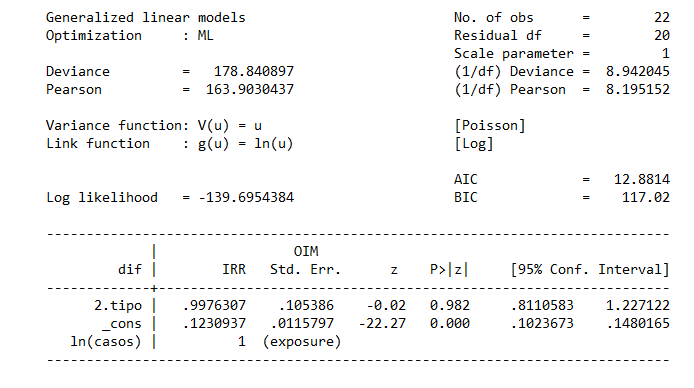 Generalized linear models No. of obs = 22
Optimization : ML Residual df = 20
Scale parameter = 1
Deviance = 178.840897 (1/df) Deviance = 8.942045
Pearson = 163.9030437 (1/df) Pearson = 8.195152
Variance function: V(u) = u [Poisson]
Link function : g(u) = ln(u) [Log]
AIC = 12.8814
Log likelihood = -139.6954384 BIC = 117.02
OIM
dif IRR Std. Err. z P>|z| [95% Conf. Interval]
2.tipo .9976307 .105386 -0.02 0.982 .8110583 1.227122
_cons .1230937 .0115797 -22.27 0.000 .1023673 .1480165
ln(casos) 1 (exposure)